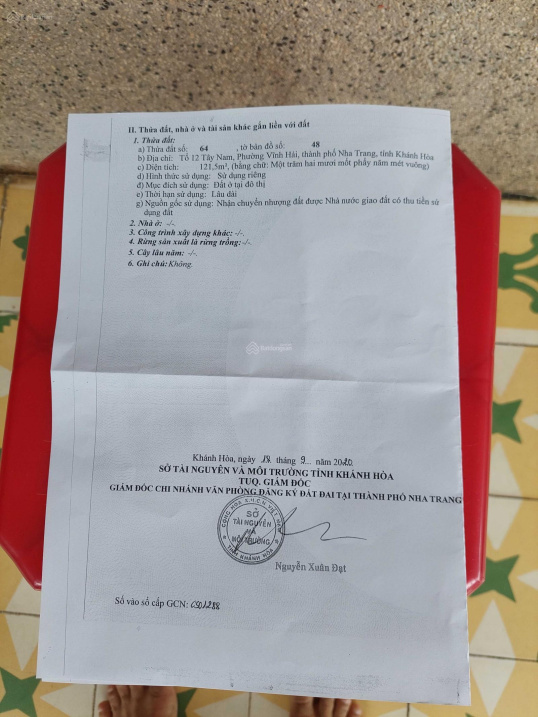 II. Thửa đất, nhà ở và tài sản khác gắn liền với đất
1. Thửa đất:
a) Thửa đất số: 64 , tờ bản đồ số: 48
b) Địa chỉ: Tổ 12 Tây Nam, Phường Vĩnh Hải, thành phố Nha Trang, tỉnh Khánh Hòa
c) Diện tích: 121,5m², (bằng chữ: Một trăm hai mươi mốt phẩy năm mét vuông)
d) Hình thức sử dụng: Sử dụng riêng
đ) Mục đích sử dụng: Đất ở tại đô thị
e) Thời hạn sử dụng: Lâu dài
g) Nguồn gốc sử dụng: Nhận chuyển nhượng đất được Nhà nước giao đất có thu tiền sử
dụng đất
2. Nhà ở: -/-.
3. Công trình xây dựng khác: -/-.
4. Rừng sản xuất là rừng trồng: -/-.
5. Cây lâu năm: -/-.
6. Ghi chú: Không.
Khánh Hòa, ngày tháng 9 năm 2020
SỞ TÀI NGUYÊN VÀ MÔI TRƯỜNG TỈNH KHÁNH HÒA
TUQ. GIÁM ĐỐC
GIÁM ĐỐC CHI NHÁNH VĂN PHÒNG ĐĂNG KÝ ĐẤT ĐAI TẠI THÀNH PHỐ NHA TRANG
CỘNG HÒA X.H.C.N VIỆT NAM
SỞ
TÀI NGUYÊN
VÀ
MÔI TRƯỜNG
TỈNH KHÁNH HÒA
Nguyễn Xuân Đạt
Số vào sổ cấp GCN: